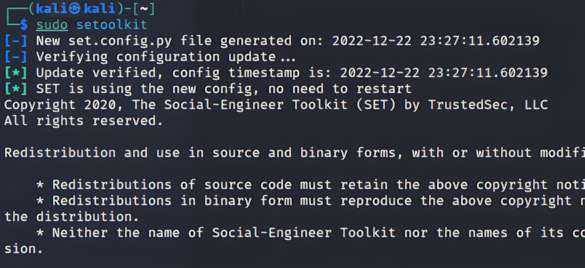 ┌──(kali㉿kali)-[~]
└─$ sudo setoolkit
[-] New set.config.py file generated on: 2022-12-22 23:27:11.602139
[-] Verifying configuration update...
[*] Update verified, config timestamp is: 2022-12-22 23:27:11.602139
[*] SET is using the new config, no need to restart
Copyright 2020, The Social-Engineer Toolkit (SET) by TrustedSec, LLC
All rights reserved.
Redistribution and use in source and binary forms, with or without modifi
* Redistributions of source code must retain the above copyright noti
* Redistributions in binary form must reproduce the above copyright n
the distribution.
* Neither the name of Social-Engineer Toolkit nor the names of its co
sion.